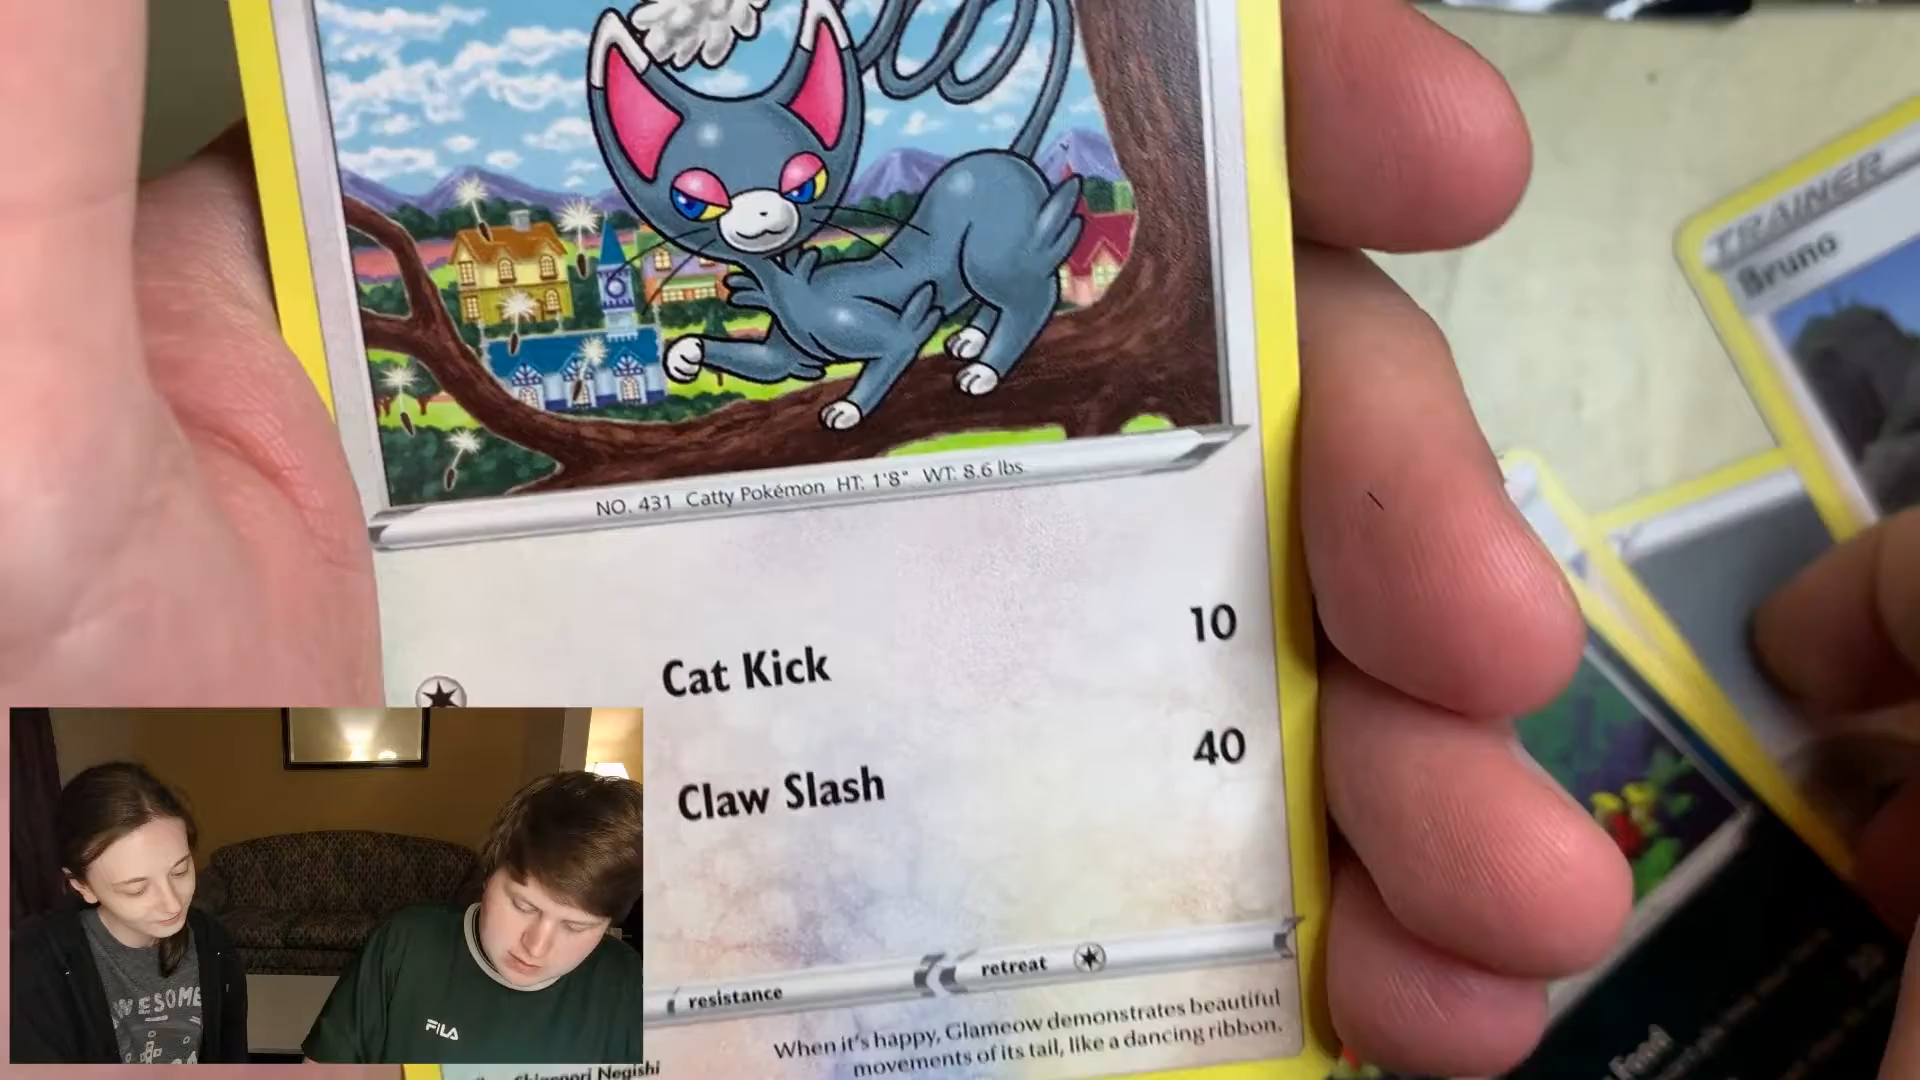 TRAINER
Bruno
NO. 431 Catty Pokémon HT: 1'8" WT: 8.6 lbs
Cat Kick 10
Claw Slash 40
resistance
retreat
When it's happy, Glameow demonstrates beautiful
movements of its tail, like a dancing ribbon.
Negishi
FILA